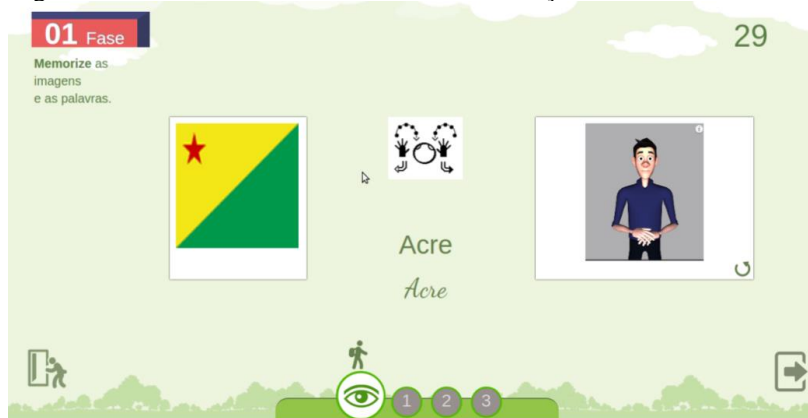 01 Fase
29
Memorize as
imagens
e as palavras.
Acre
Acre
1 2 3